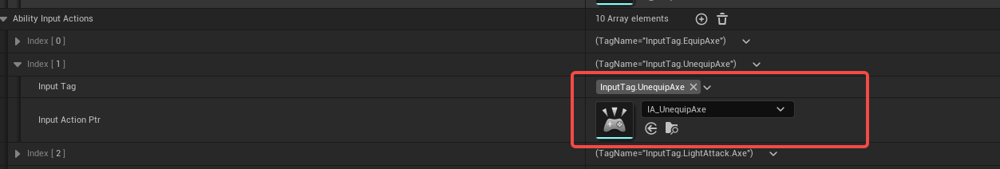 Ability Input Actions 10 Array elements
Index [ 0 ] (TagName="InputTag.EquipAxe")
Index [ 1 ] (TagName="InputTag.UnequipAxe")
Input Tag InputTag.UnequipAxe
Input Action Ptr IA_UnequipAxe
Index [ 2 ] (TagName="InputTag.LightAttack.Axe")